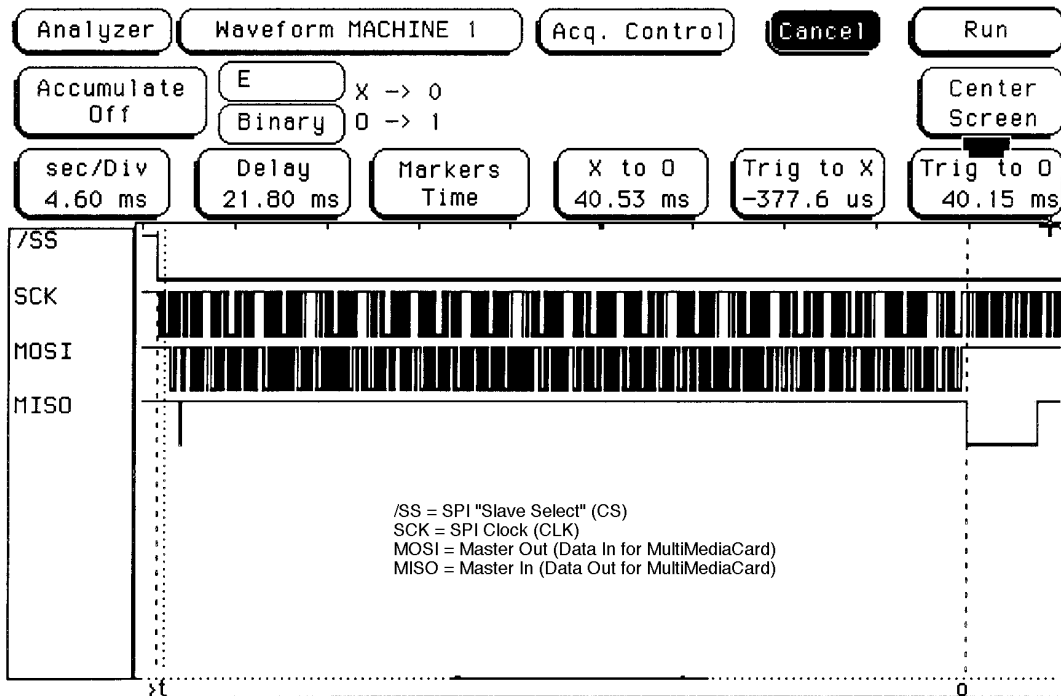 Analyzer Waveform MACHINE 1 Acq. Control Cancel Run
Accumulate Off
E
Binary
X -> 0
O -> 1
Center Screen
sec/Div 4.60 ms
Delay 21.80 ms
Markers Time
X to O 40.53 ms
Trig to X -377.6 us
Trig to O 40.15 ms
/SS
SCK
MOSI
MISO
/SS = SPI "Slave Select" (CS)
SCK = SPI Clock (CLK)
MOSI = Master Out (Data In for MultiMediaCard)
MISO = Master In (Data Out for MultiMediaCard)
t
o